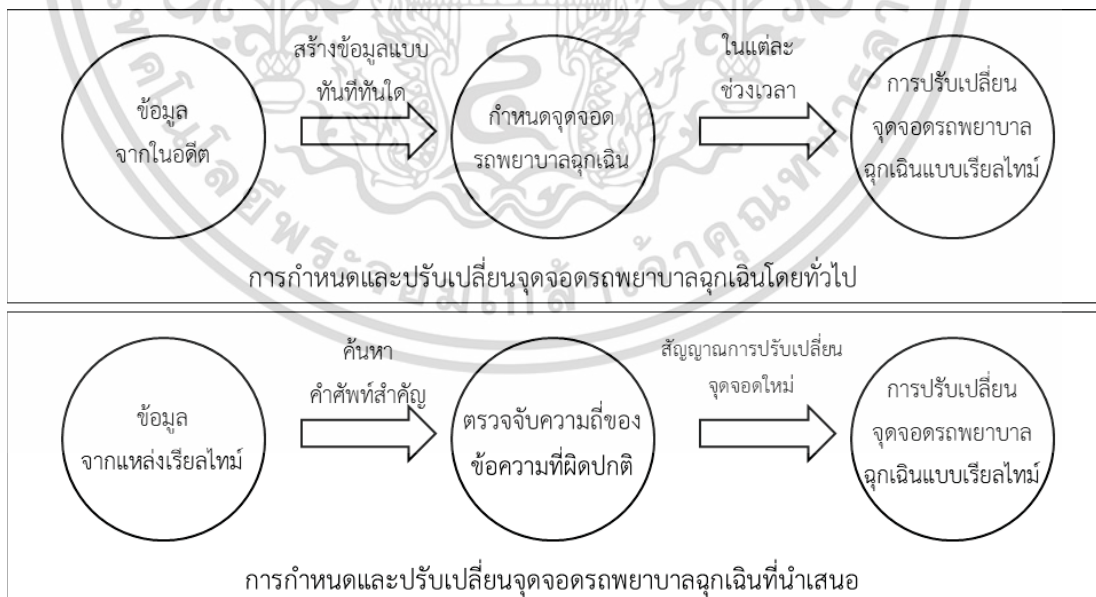 ข้อมูล
จากในอดีต
สร้างข้อมูลแบบ
ทันทีทันใด
กำหนดจุดจอด
รถพยาบาลฉุกเฉิน
ในแต่ละ
ช่วงเวลา
การปรับเปลี่ยน
จุดจอดรถพยาบาล
ฉุกเฉินแบบเรียลไทม์
การกำหนดและปรับเปลี่ยนจุดจอดรถพยาบาลฉุกเฉินโดยทั่วไป
ข้อมูล
จากแหล่งเรียลไทม์
ค้นหา
คำศัพท์สำคัญ
ตรวจจับความถี่ของ
ข้อความที่ผิดปกติ
สัญญาณการปรับเปลี่ยน
จุดจอดใหม่
การปรับเปลี่ยน
จุดจอดรถพยาบาล
ฉุกเฉินแบบเรียลไทม์
การกำหนดและปรับเปลี่ยนจุดจอดรถพยาบาลฉุกเฉินที่นำเสนอ